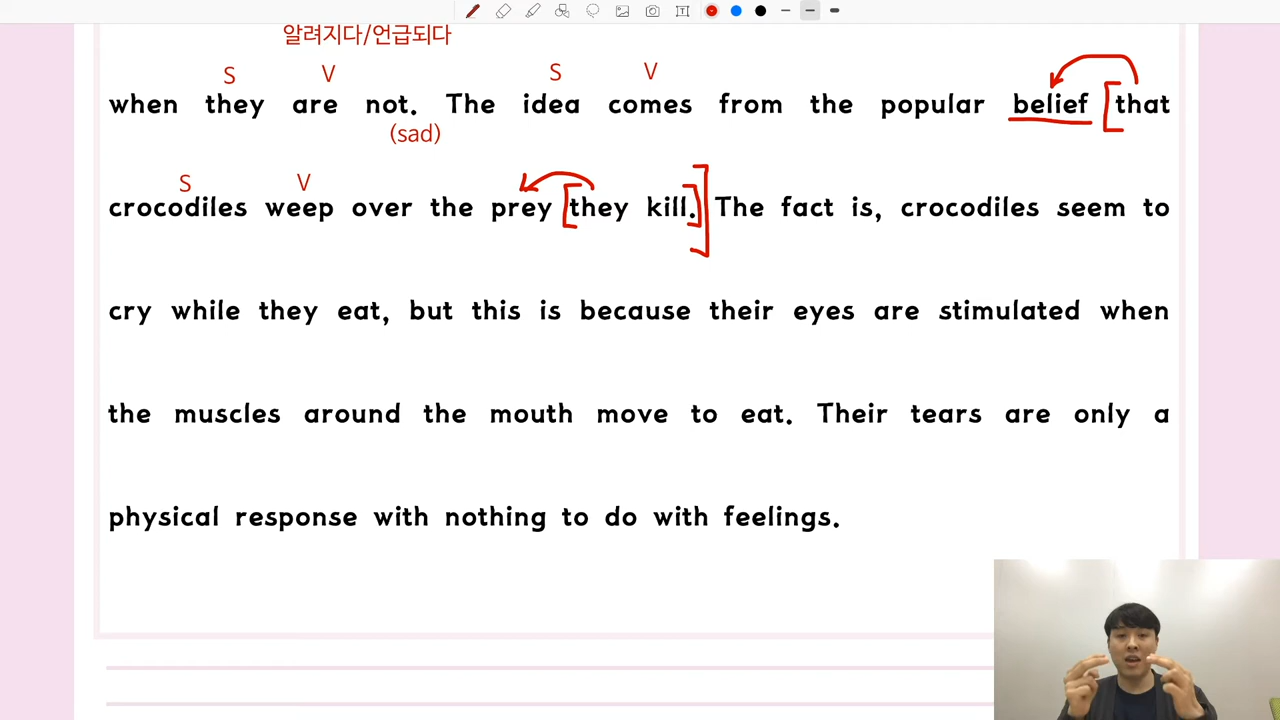 알려지다/언급되다
S V S V
when they are not. The idea comes from the popular belief [that
(sad)
S V
crocodiles weep over the prey [they kill.]] The fact is, crocodiles seem to
cry while they eat, but this is because their eyes are stimulated when
the muscles around the mouth move to eat. Their tears are only a
physical response with nothing to do with feelings.